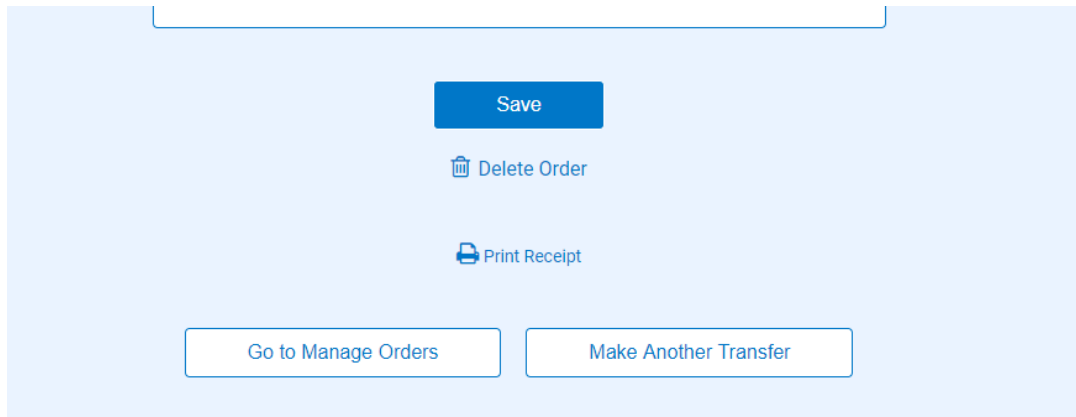 Save
Delete Order
Print Receipt
Go to Manage Orders
Make Another Transfer